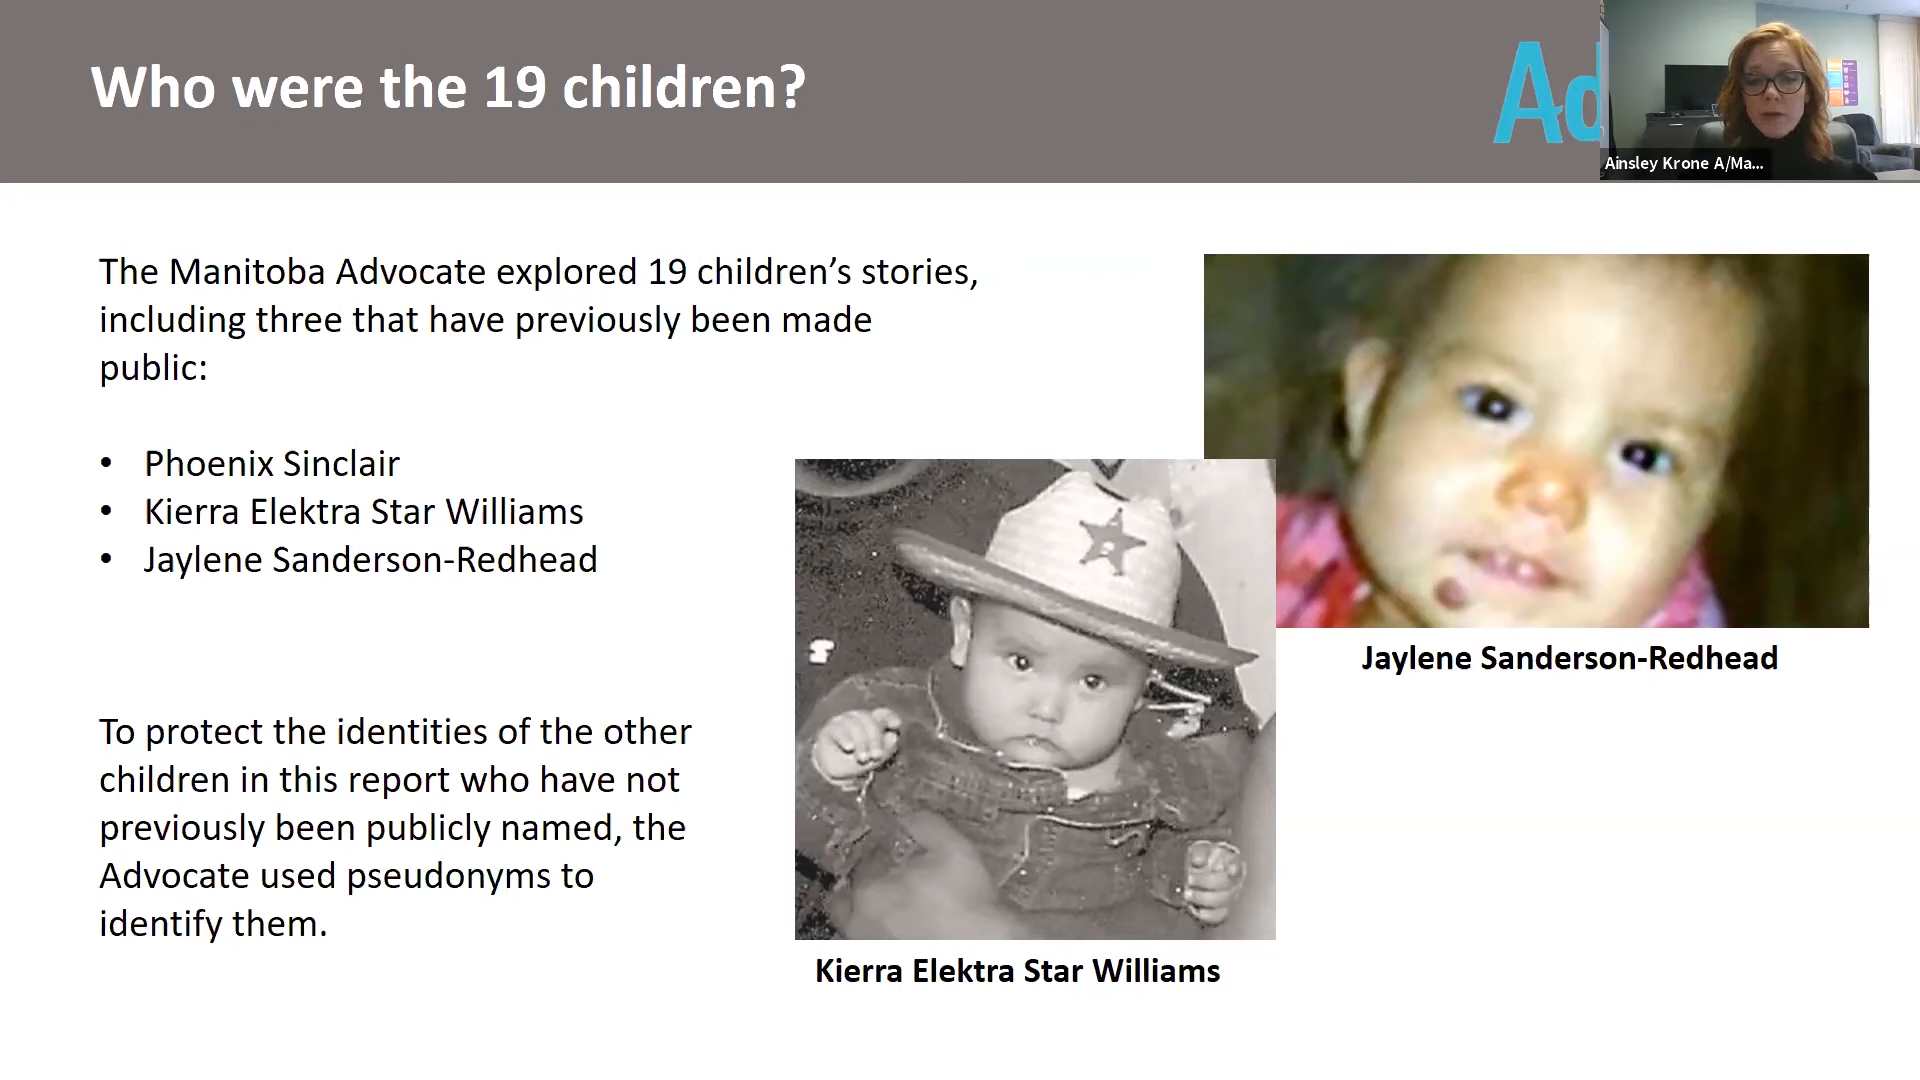 Who were the 19 children?
Ad
Ainsley Krone A/Ma...
The Manitoba Advocate explored 19 children’s stories,
including three that have previously been made
public:
• Phoenix Sinclair
• Kierra Elektra Star Williams
• Jaylene Sanderson-Redhead
To protect the identities of the other
children in this report who have not
previously been publicly named, the
Advocate used pseudonyms to
identify them.
Jaylene Sanderson-Redhead
Kierra Elektra Star Williams